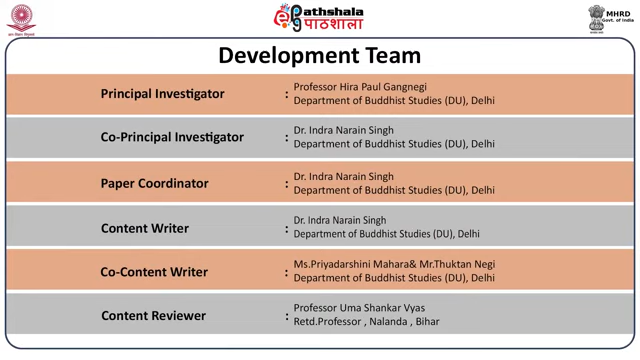 Pathshala
पाठशाला
MHRD
Govt. of India
Development Team
Principal Investigator : Professor Hira Paul Gangnegi
Department of Buddhist Studies (DU), Delhi
Co-Principal Investigator : Dr. Indra Narain Singh
Department of Buddhist Studies (DU), Delhi
Paper Coordinator : Dr. Indra Narain Singh
Department of Buddhist Studies (DU), Delhi
Content Writer : Dr. Indra Narain Singh
Department of Buddhist Studies (DU), Delhi
Co-Content Writer : Ms.Priyadarshini Mahara& Mr.Thuktan Negi
Department of Buddhist Studies (DU), Delhi
Content Reviewer : Professor Uma Shankar Vyas
Retd.Professor , Nalanda , Bihar